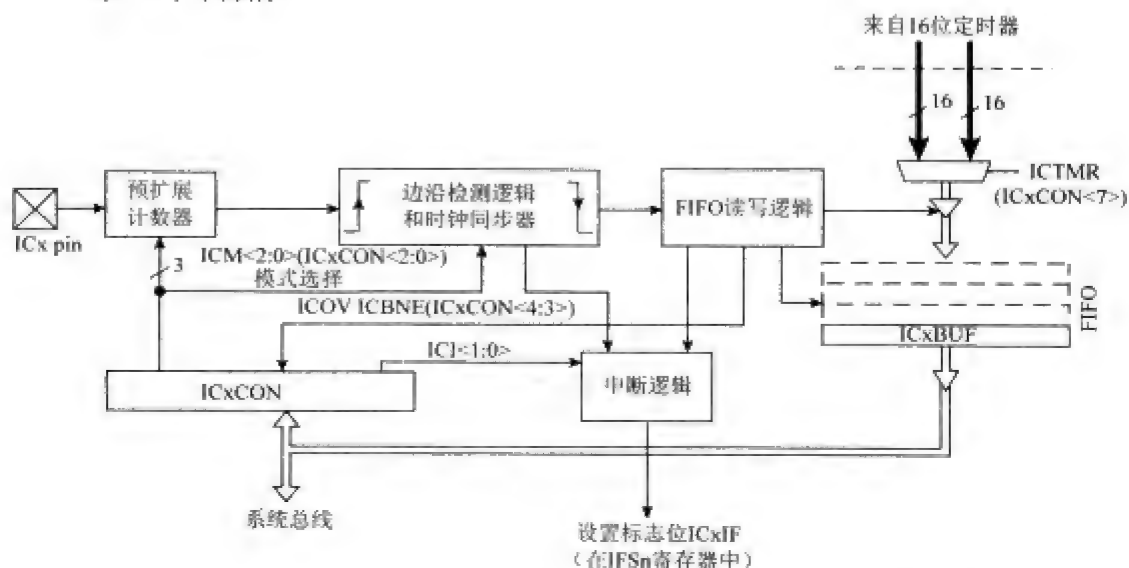 来自16位定时器
16
16
ICTMR
(ICxCON<7>)
预扩展
计数器
边沿检测逻辑
和时钟同步器
FIFO读写逻辑
ICx pin
3
ICM<2:0>(ICxCON<2:0>)
模式选择
ICOV ICBNE(ICxCON<4:3>)
FIFO
ICxBUF
ICI<1:0>
ICxCON
中断逻辑
系统总线
设置标志位ICxIF
(在IFSn寄存器中)